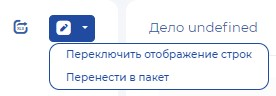 Дело undefined
Переключить отображение строк
Перенести в пакет